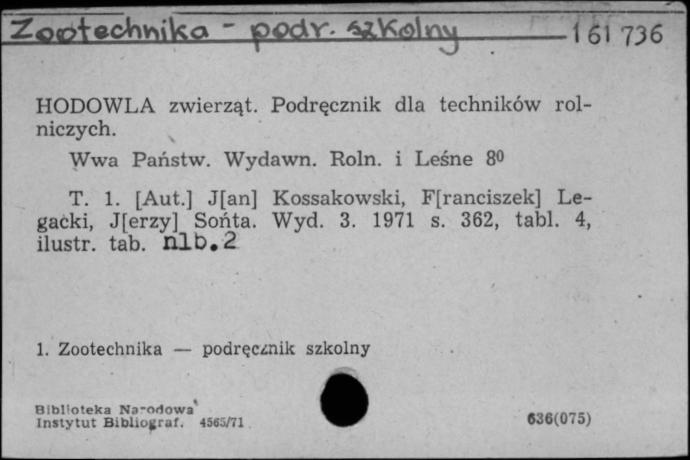 Zootechnika - podr. szkolny 161 736
HODOWLA zwierząt. Podręcznik dla techników rol-
niczych.
Wwa Państw. Wydawn. Roln. i Leśne 8⁰
T. 1. [Aut.] J[an] Kossakowski, F[ranciszek] Le-
gacki, J[erzy] Sońta. Wyd. 3. 1971 s. 362, tabl. 4,
ilustr. tab. nlb.2
1. Zootechnika — podręcznik szkolny
Biblioteka Narodowa
Instytut Bibliograf. 4565/71
636(075)